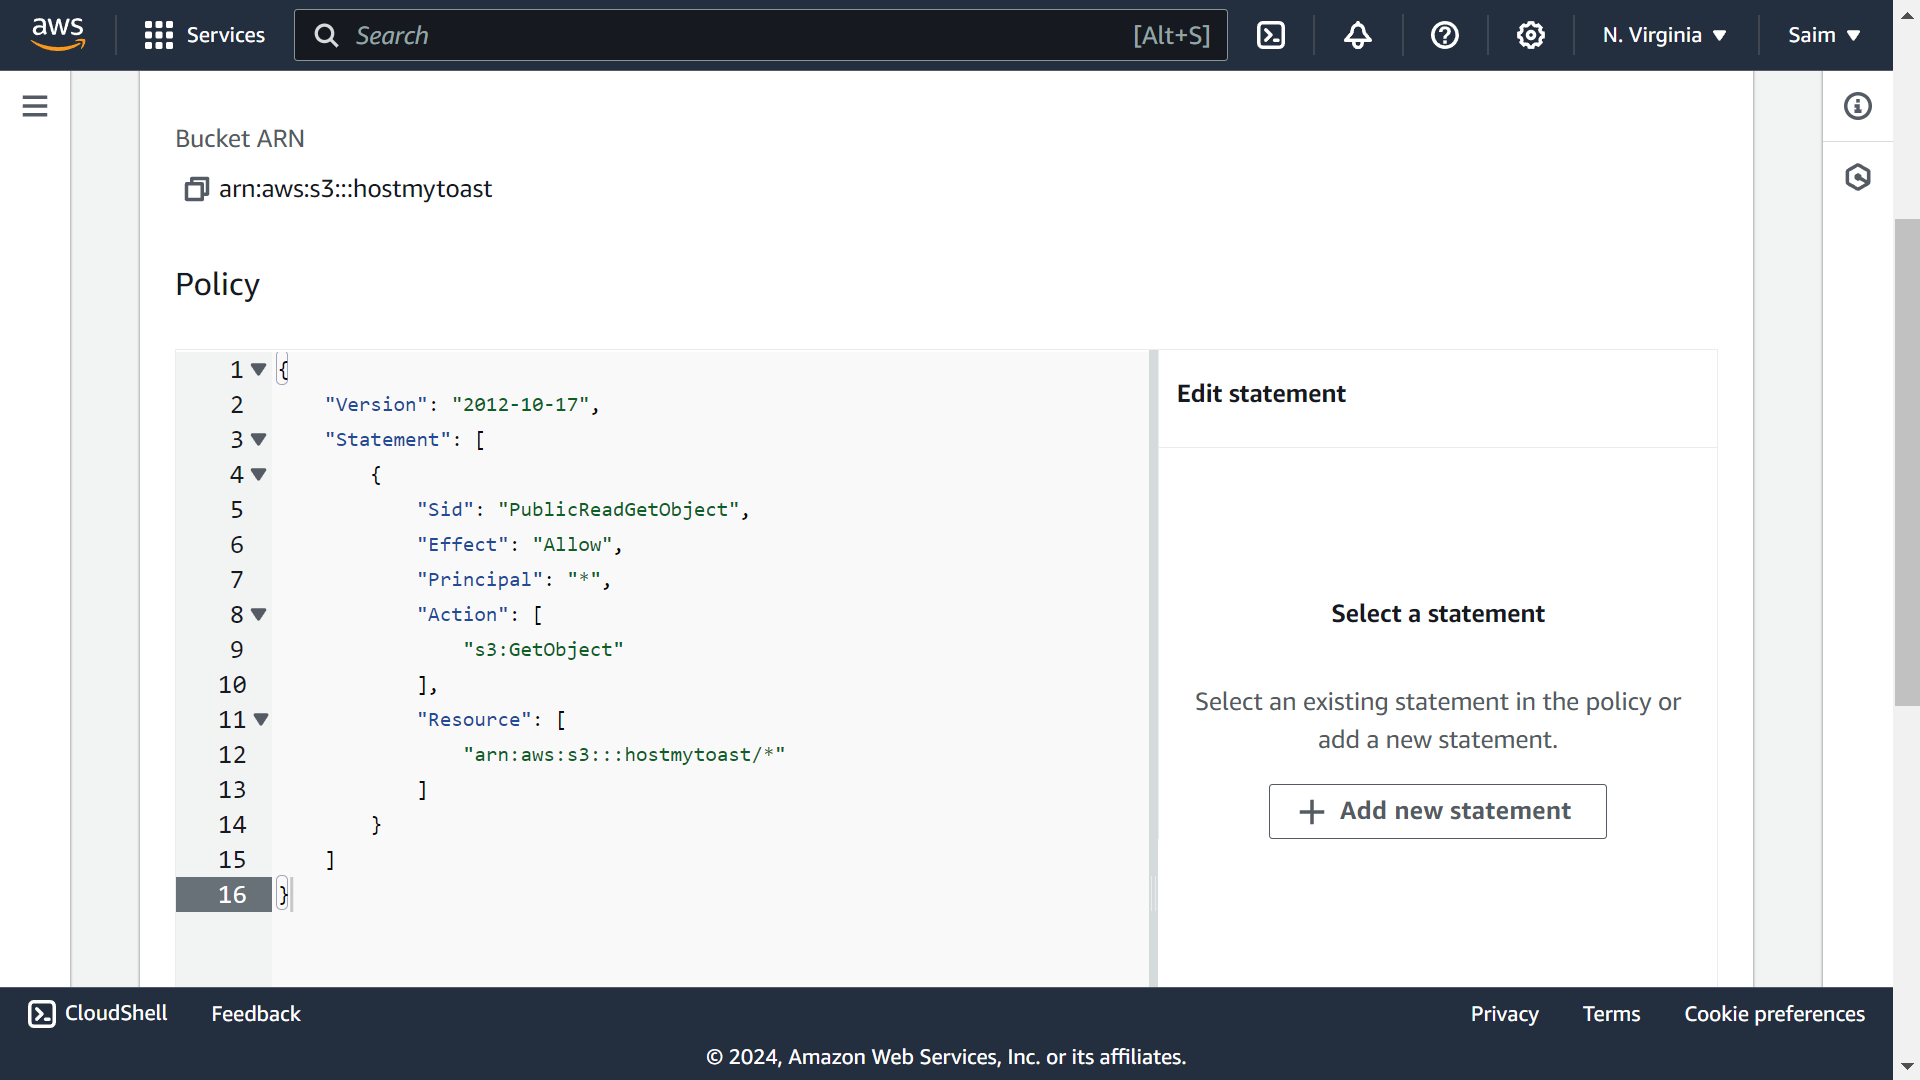 aws
Services
Search
[Alt+S]
N. Virginia
Saim
Bucket ARN
arn:aws:s3:::hostmytoast
Policy
1 {
2 "Version": "2012-10-17",
3 "Statement": [
4 {
5 "Sid": "PublicReadGetObject",
6 "Effect": "Allow",
7 "Principal": "*",
8 "Action": [
9 "s3:GetObject"
10 ],
11 "Resource": [
12 "arn:aws:s3:::hostmytoast/*"
13 ]
14 }
15 ]
16 }
Edit statement
Select a statement
Select an existing statement in the policy or
add a new statement.
Add new statement
CloudShell
Feedback
Privacy
Terms
Cookie preferences
© 2024, Amazon Web Services, Inc. or its affiliates.